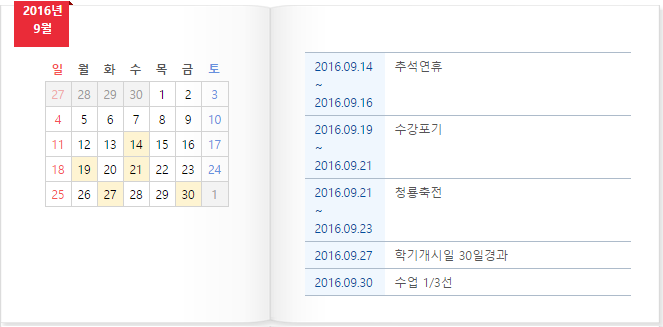 2016년
9월
일 월 화 수 목 금 토
27 28 29 30 1 2 3
4 5 6 7 8 9 10
11 12 13 14 15 16 17
18 19 20 21 22 23 24
25 26 27 28 29 30 1
2016.09.14 추석연휴
~
2016.09.16
2016.09.19 수강포기
~
2016.09.21
2016.09.21 청룡축전
~
2016.09.23
2016.09.27 학기개시일 30일경과
2016.09.30 수업 1/3선